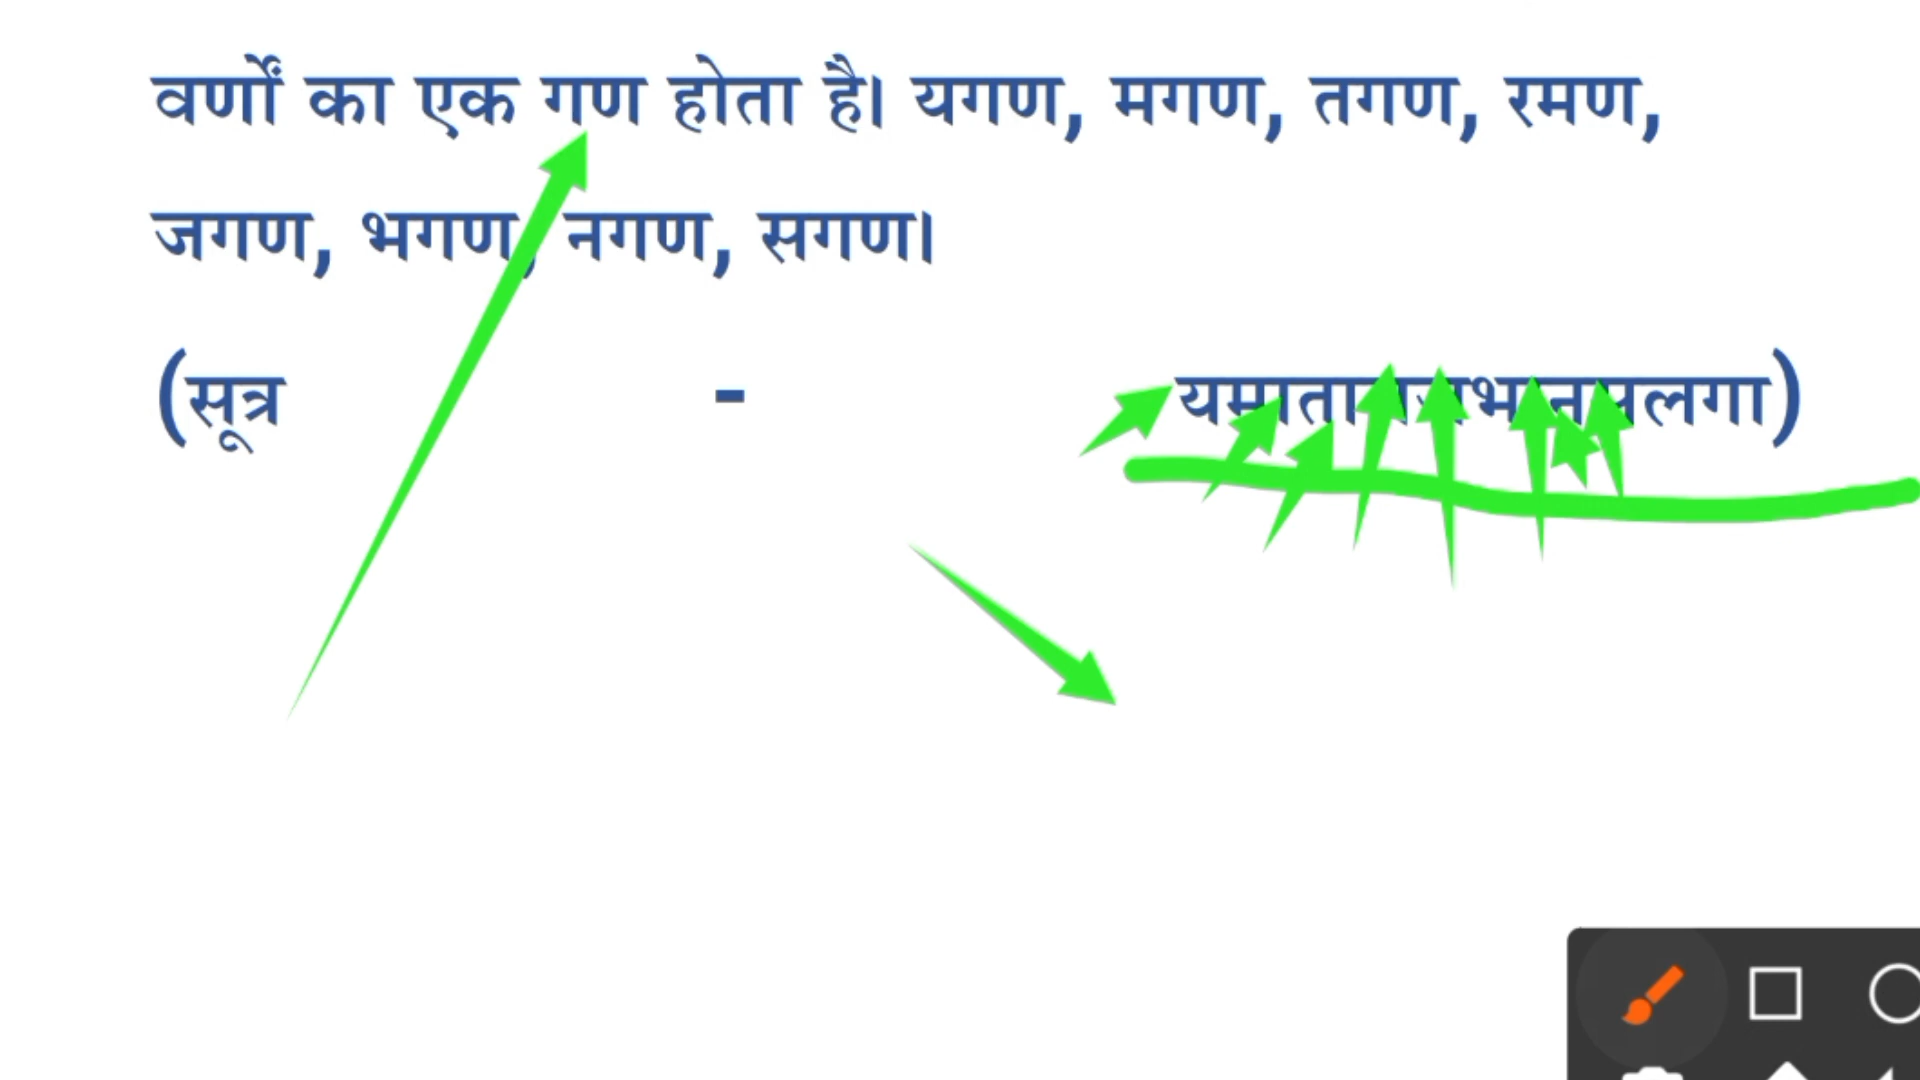 वर्णों का एक गण होता है। यगण, मगण, तगण, रमण,
जगण, भगण, नगण, सगण।
(सूत्र -